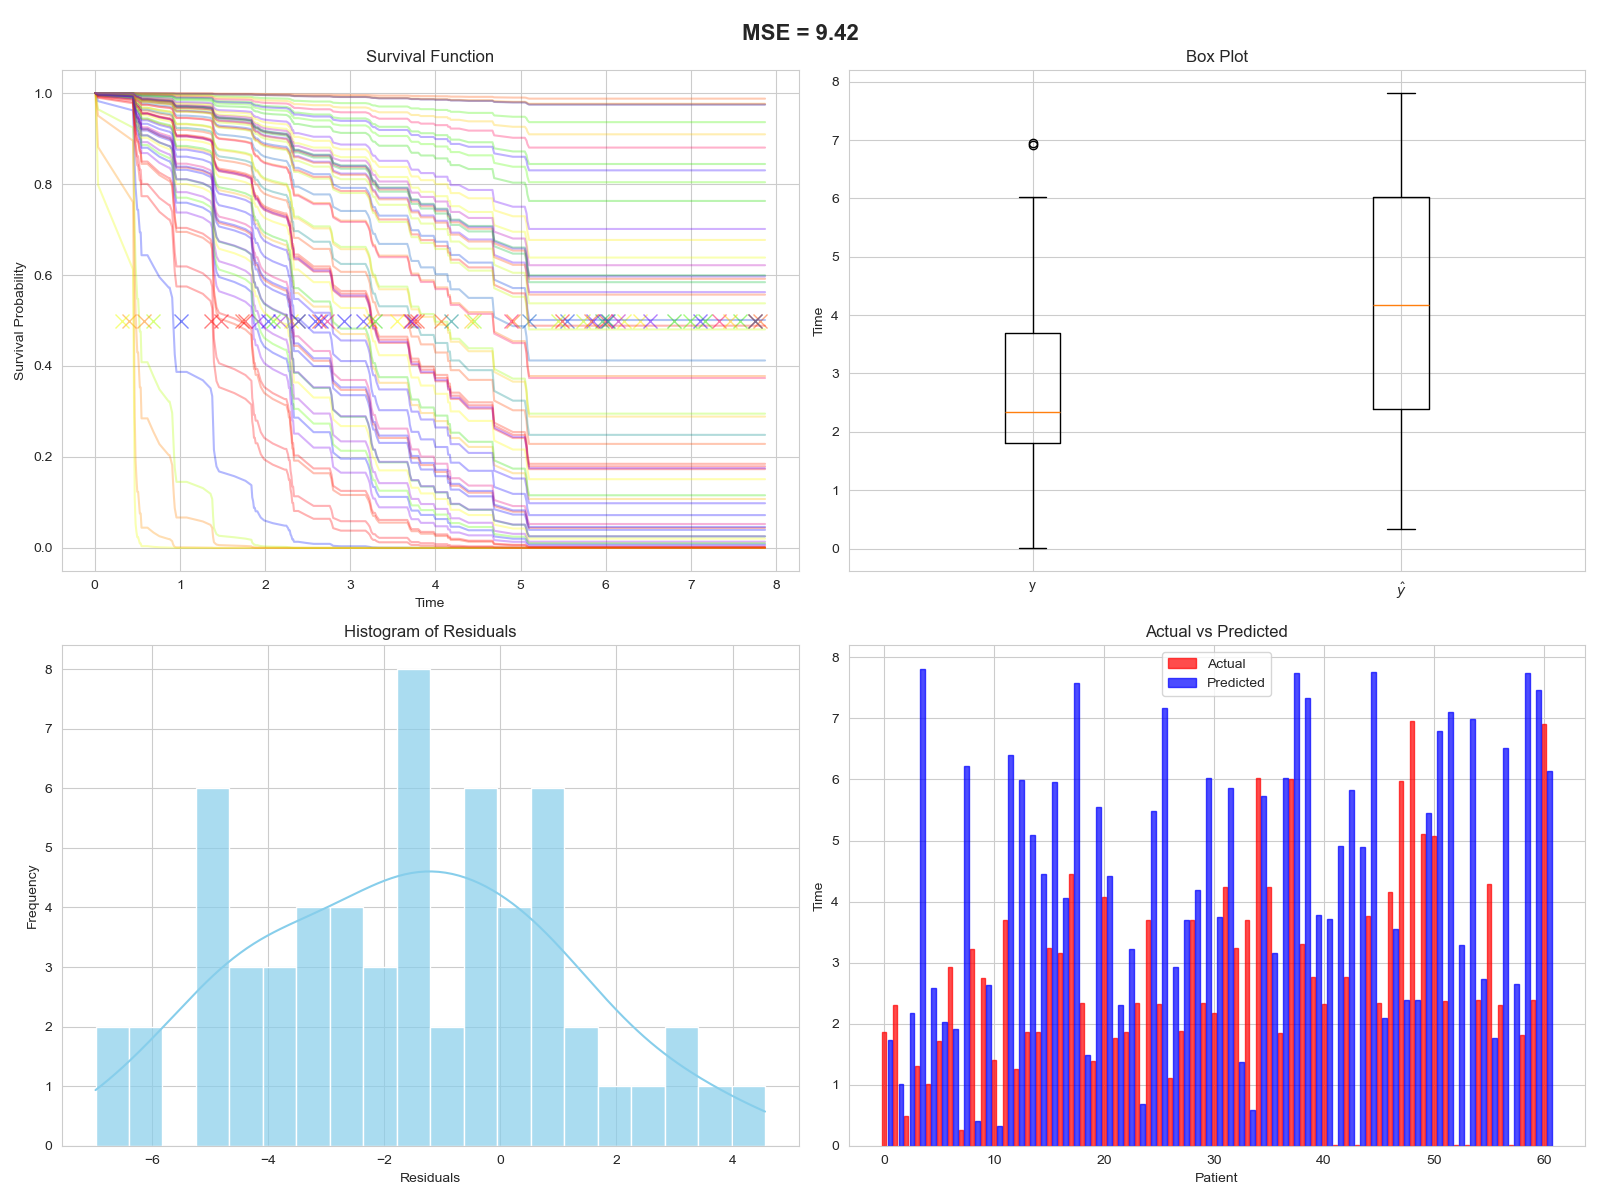 MSE = 9.42
Survival Function
1.0
0.8
0.6
0.4
0.2
0.0
Survival Probability
0 1 2 3 4 5 6 7 8
Time
Box Plot
8
7
6
5
4
3
2
1
0
Time
y ŷ
Histogram of Residuals
8
7
6
5
4
3
2
1
0
Frequency
−6 −4 −2 0 2 4
Residuals
Actual vs Predicted
Actual
Predicted
8
7
6
5
4
3
2
1
0
Time
0 10 20 30 40 50 60
Patient